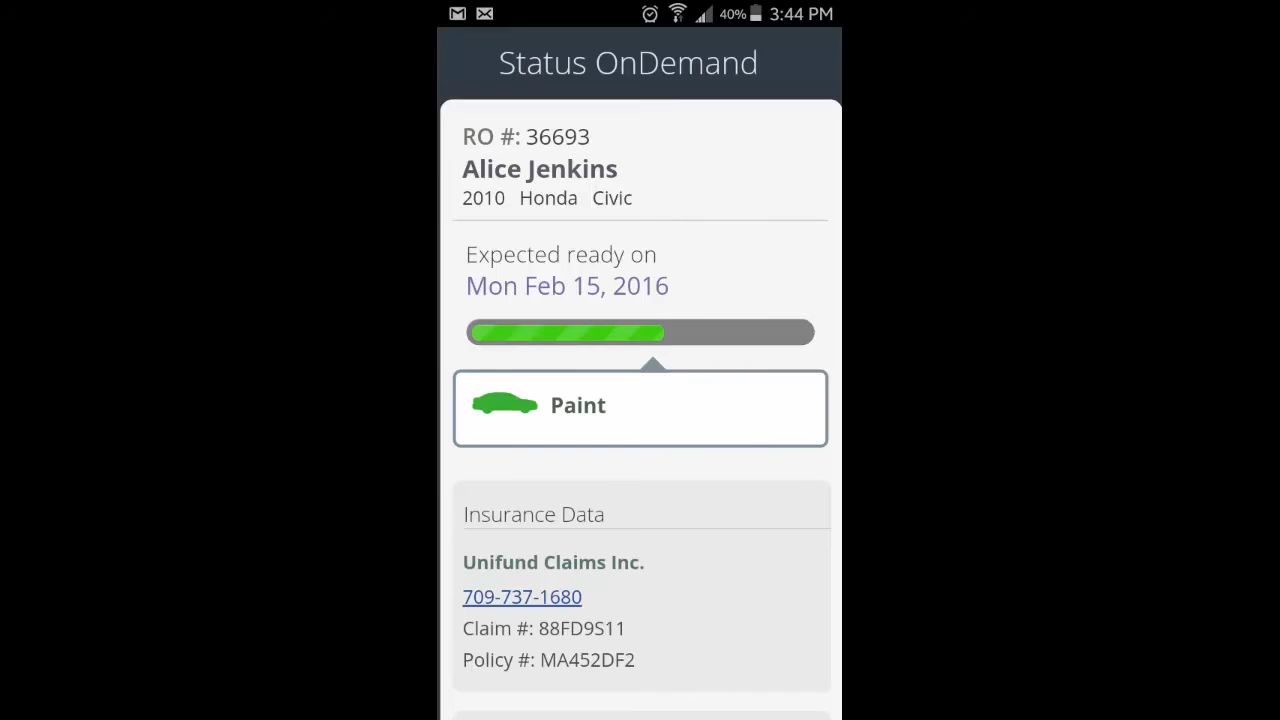 40% 3:44 PM
Status OnDemand
RO #: 36693
Alice Jenkins
2010 Honda Civic
Expected ready on
Mon Feb 15, 2016
Paint
Insurance Data
Unifund Claims Inc.
709-737-1680
Claim #: 88FD9S11
Policy #: MA452DF2